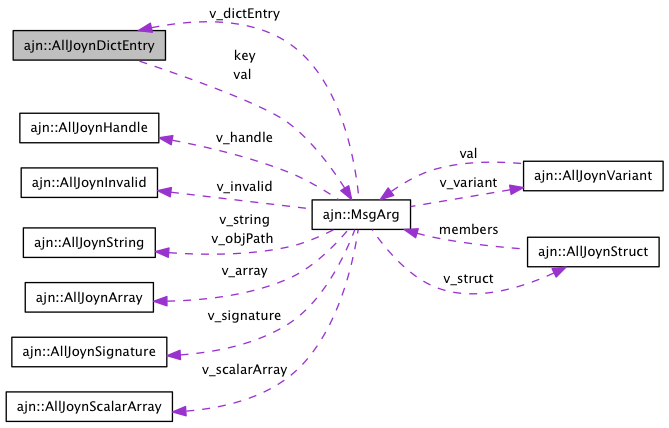 v_dictEntry
ajn::AllJoynDictEntry
key
val
ajn::AllJoynHandle
v_handle
val
ajn::AllJoynVariant
ajn::AllJoynInvalid
v_invalid
v_variant
ajn::MsgArg
v_string
v_objPath
ajn::AllJoynString
members
ajn::AllJoynStruct
v_array
v_struct
ajn::AllJoynArray
v_signature
ajn::AllJoynSignature
v_scalarArray
ajn::AllJoynScalarArray